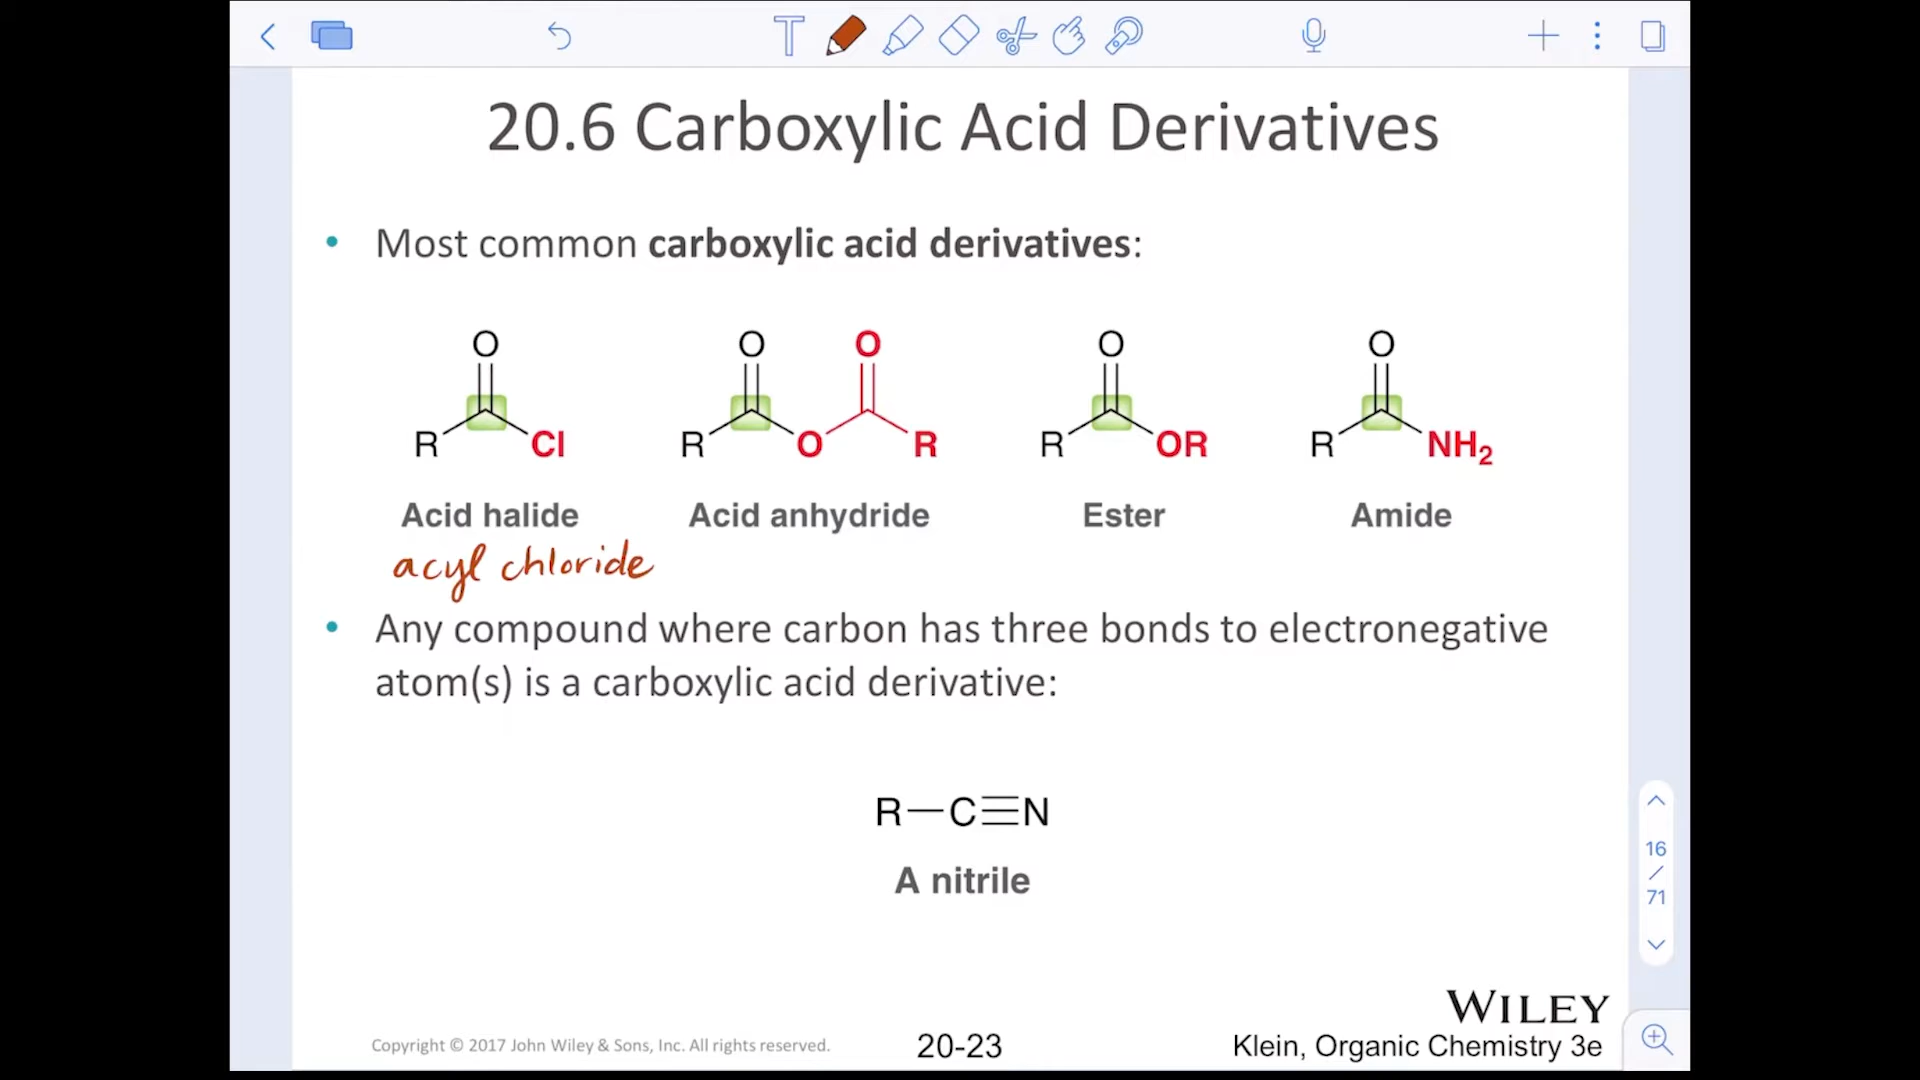 20.6 Carboxylic Acid Derivatives
• Most common carboxylic acid derivatives:
O O O O O
R Cl R O R R OR R NH₂
Acid halide Acid anhydride Ester Amide
acyl chloride
• Any compound where carbon has three bonds to electronegative
atom(s) is a carboxylic acid derivative:
R—C≡N
A nitrile
16
/
71
WILEY
Copyright © 2017 John Wiley & Sons, Inc. All rights reserved. 20-23 Klein, Organic Chemistry 3e